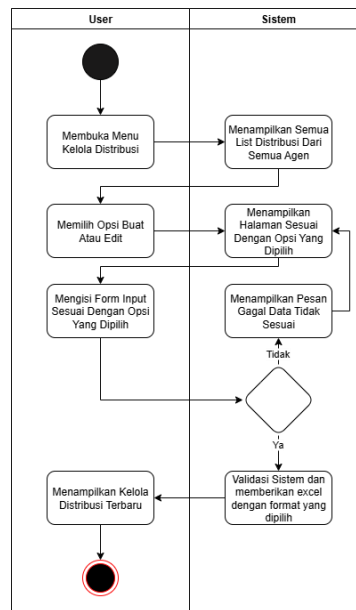 User
Sistem
Membuka Menu
Kelola Distribusi
Menampilkan Semua
List Distribusi Dari
Semua Agen
Memilih Opsi Buat
Atau Edit
Menampilkan
Halaman Sesuai
Dengan Opsi Yang
Dipilih
Mengisi Form Input
Sesuai Dengan Opsi
Yang Dipilih
Menampilkan Pesan
Gagal Data Tidak
Sesuai
Tidak
Ya
Validasi Sistem dan
memberikan excel
dengan format yang
dipilih
Menampilkan Kelola
Distribusi Terbaru